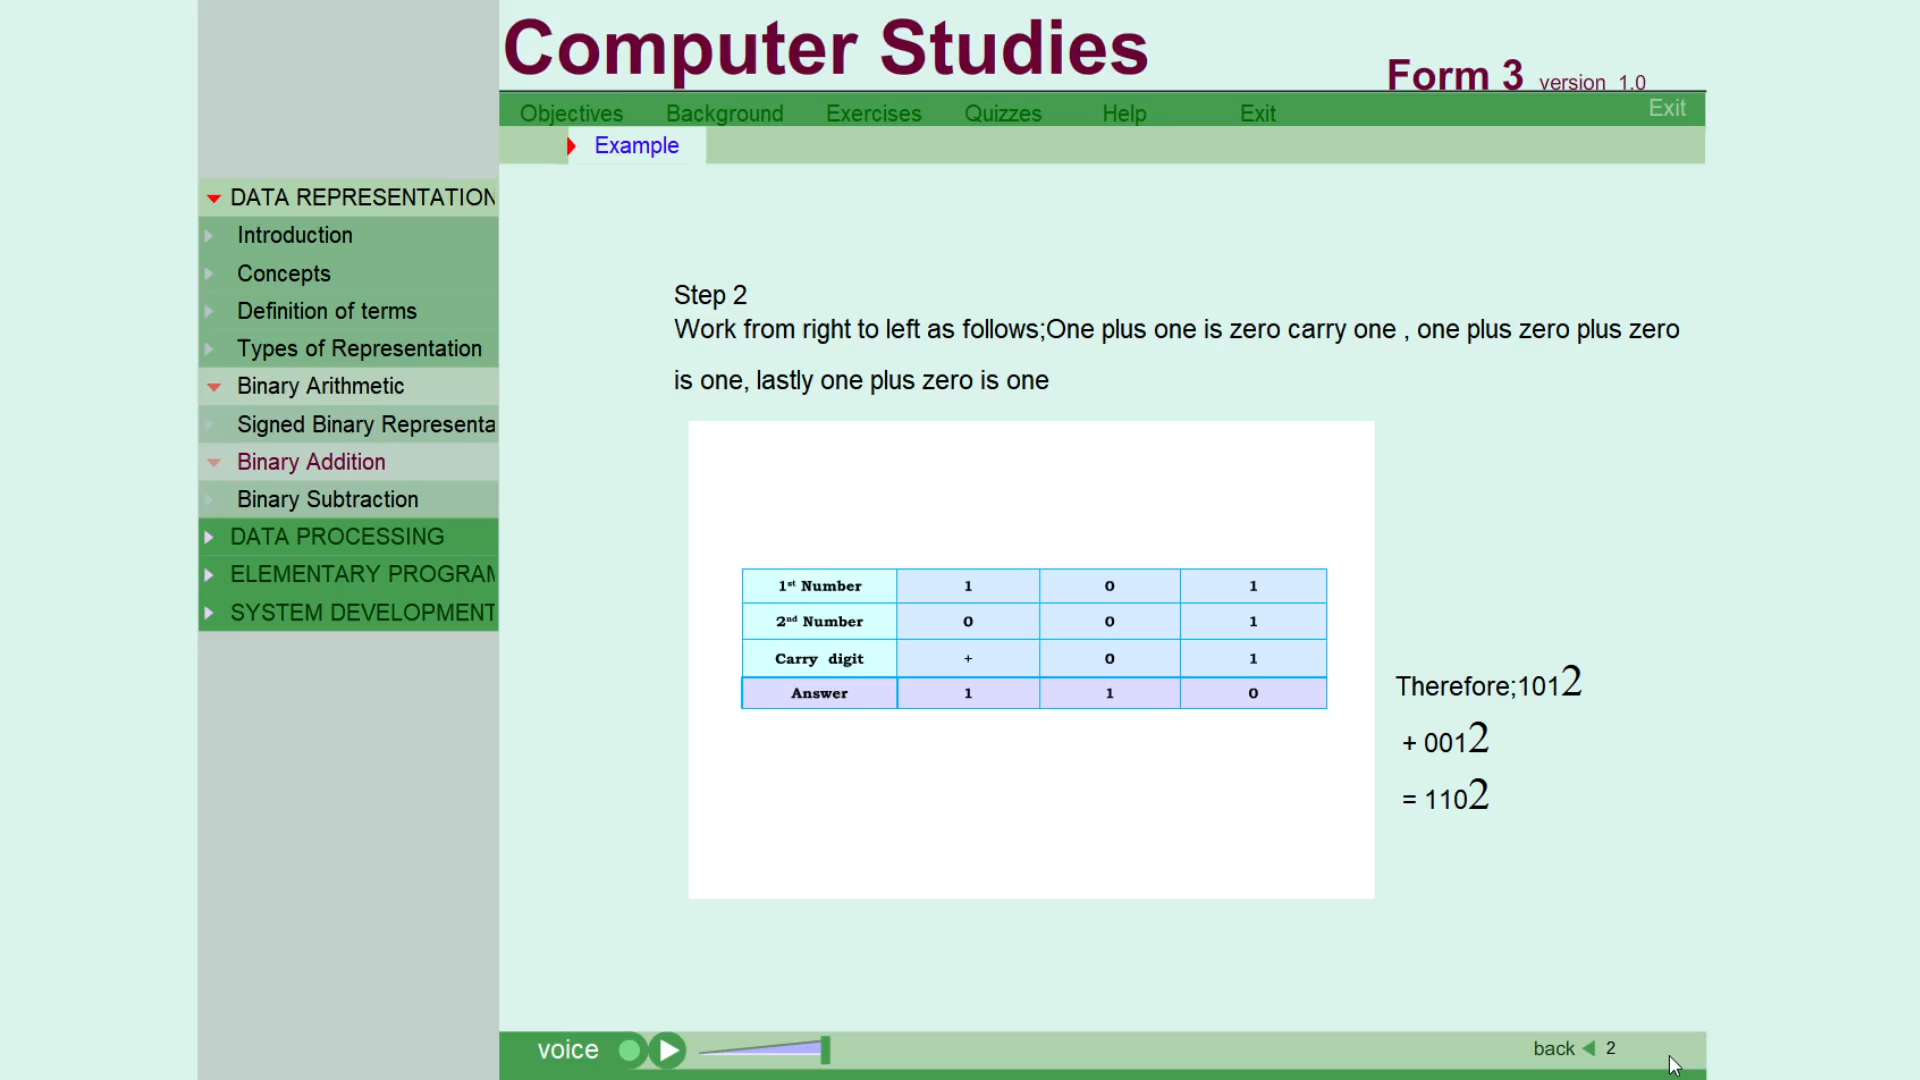 Computer Studies
Form 3 version 1.0
Objectives Background Exercises Quizzes Help Exit Exit
Example
DATA REPRESENTATION
Introduction
Concepts
Definition of terms
Types of Representation
Binary Arithmetic
Signed Binary Representa
Binary Addition
Binary Subtraction
DATA PROCESSING
ELEMENTARY PROGRAM
SYSTEM DEVELOPMENT
Step 2
Work from right to left as follows;One plus one is zero carry one , one plus zero plus zero
is one, lastly one plus zero is one
1st Number 1 0 1
2nd Number 0 0 1
Carry digit + 0 1
Answer 1 1 0
Therefore;1012
+ 0012
= 1102
voice
back 2